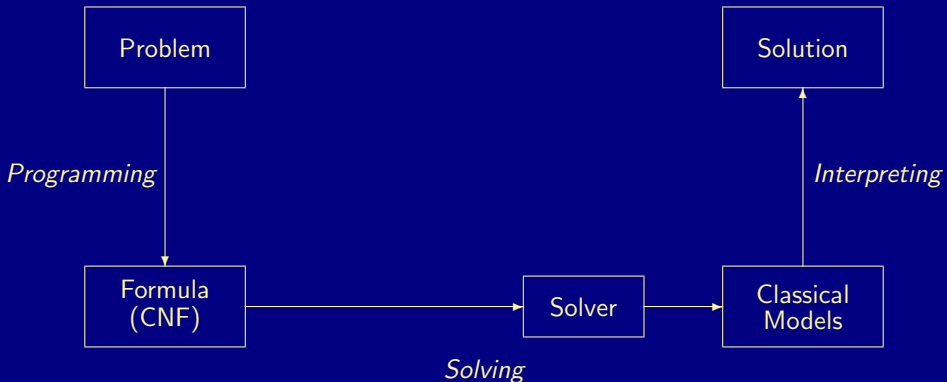 Problem
Solution
Programming
Interpreting
Formula
(CNF)
Solver
Classical
Models
Solving